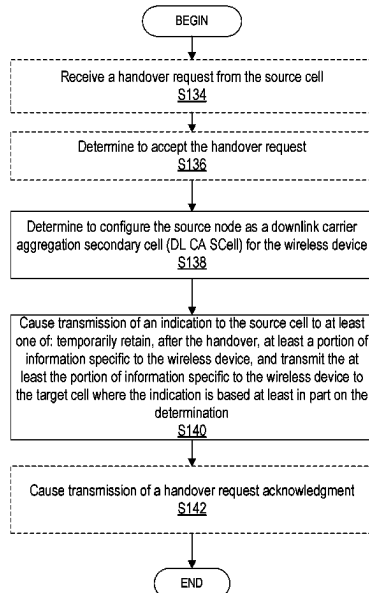 BEGIN
Receive a handover request from the source cell
S134
Determine to accept the handover request
S136
Determine to configure the source node as a downlink carrier
aggregation secondary cell (DL CA SCell) for the wireless device
S138
Cause transmission of an indication to the source cell to at least
one of: temporarily retain, after the handover, at least a portion of
information specific to the wireless device, and transmit the at
least the portion of information specific to the wireless device to
the target cell where the indication is based at least in part on the
determination
S140
Cause transmission of a handover request acknowledgment
S142
END